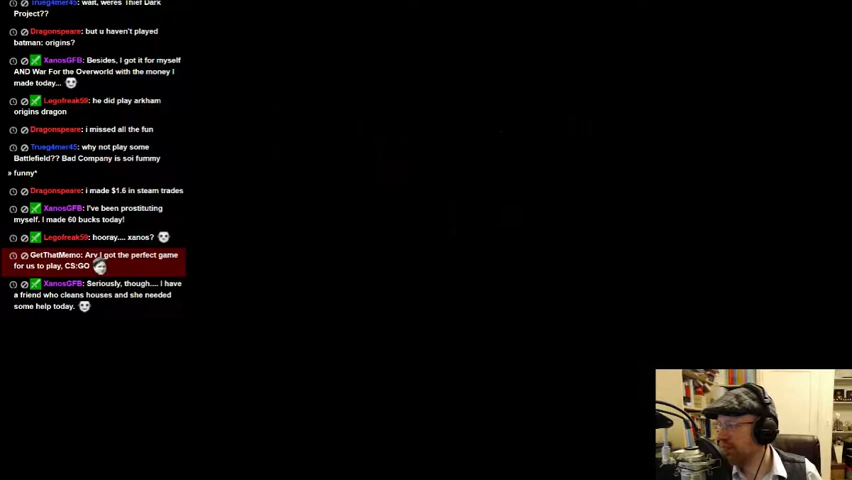 Trueg4mer45: wait, weres Thief Dark
Project??
Dragonspeare: but u haven't played
batman: origins?
XanosGFB: Besides, I got it for myself
AND War For the Overworld with the money I
made today...
Legofreak59: he did play arkham
origins dragon
Dragonspeare: i missed all the fun
Trueg4mer45: why not play some
Battlefield?? Bad Company is soi fummy
» funny*
Dragonspeare: i made $1.6 in steam trades
XanosGFB: I've been prostituting
myself. I made 60 bucks today!
Legofreak59: hooray.... xanos?
GetThatMemo: Arv I got the perfect game
for us to play, CS:GO
XanosGFB: Seriously, though.... I have
a friend who cleans houses and she needed
some help today.